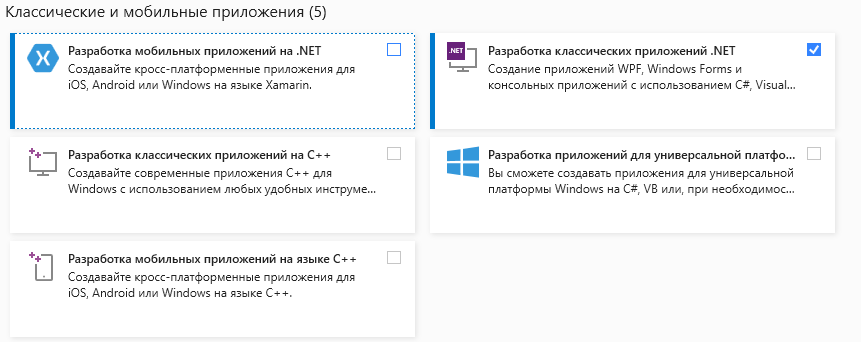 Классические и мобильные приложения (5)
Разработка мобильных приложений на .NET
Создавайте кросс-платформенные приложения для
iOS, Android или Windows на языке Xamarin.
.NET
Разработка классических приложений .NET
Создание приложений WPF, Windows Forms и
консольных приложений с использованием C#, Visual...
Разработка классических приложений на C++
Создавайте современные приложения C++ для
Windows с использованием любых удобных инструме...
Разработка приложений для универсальной платфо...
Вы сможете создавать приложения для универсальной
платформы Windows на C#, VB или, при необходимос...
Разработка мобильных приложений на языке C++
Создавайте кросс-платформенные приложения для
iOS, Android или Windows на языке C++.